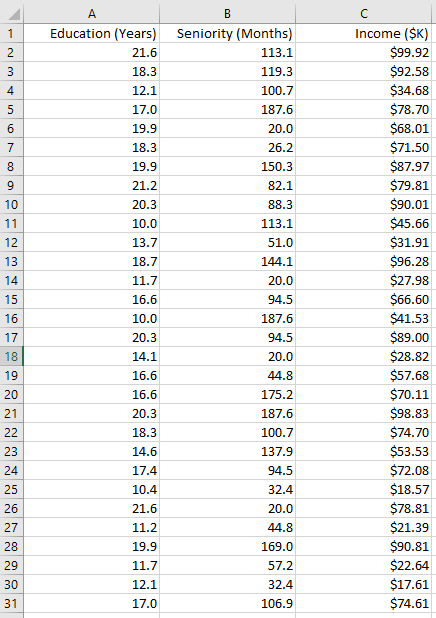 A B C
1 Education (Years) Seniority (Months) Income ($K)
2 21.6 113.1 $99.92
3 18.3 119.3 $92.58
4 12.1 100.7 $34.68
5 17.0 187.6 $78.70
6 19.9 20.0 $68.01
7 18.3 26.2 $71.50
8 19.9 150.3 $87.97
9 21.2 82.1 $79.81
10 20.3 88.3 $90.01
11 10.0 113.1 $45.66
12 13.7 51.0 $31.91
13 18.7 144.1 $96.28
14 11.7 20.0 $27.98
15 16.6 94.5 $66.60
16 10.0 187.6 $41.53
17 20.3 94.5 $89.00
18 14.1 20.0 $28.82
19 16.6 44.8 $57.68
20 16.6 175.2 $70.11
21 20.3 187.6 $98.83
22 18.3 100.7 $74.70
23 14.6 137.9 $53.53
24 17.4 94.5 $72.08
25 10.4 32.4 $18.57
26 21.6 20.0 $78.81
27 11.2 44.8 $21.39
28 19.9 169.0 $90.81
29 11.7 57.2 $22.64
30 12.1 32.4 $17.61
31 17.0 106.9 $74.61